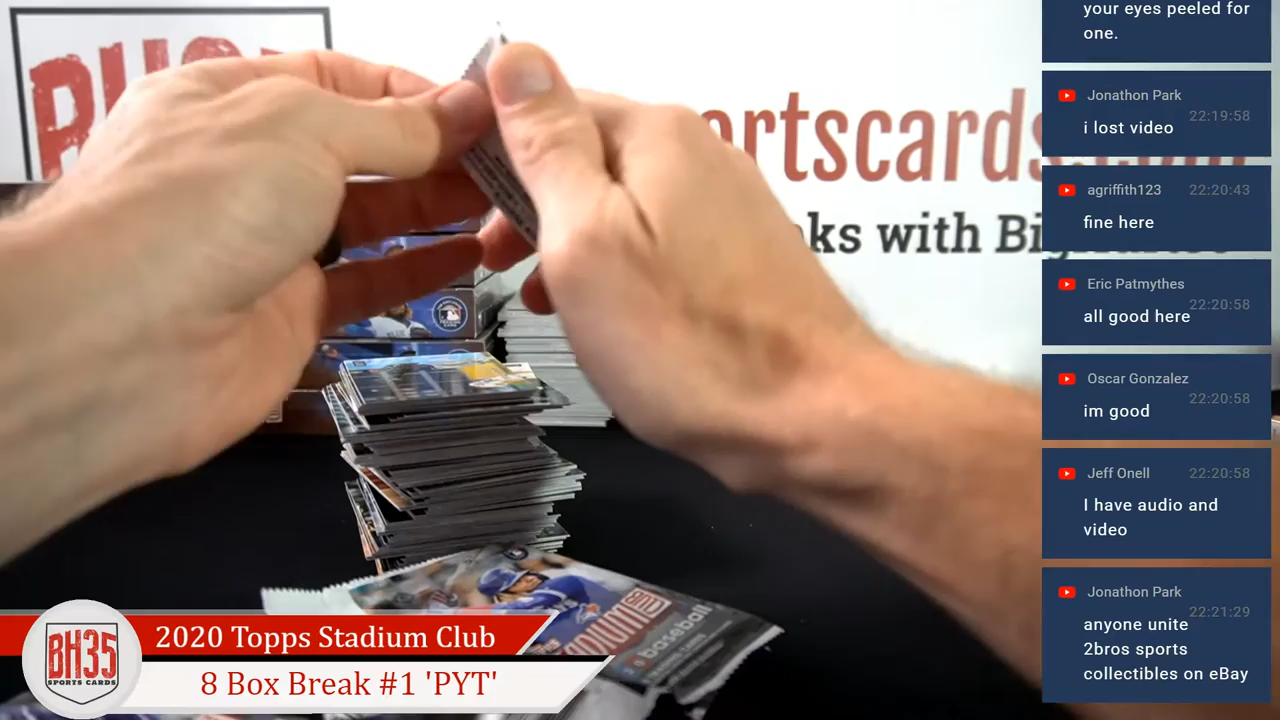 your eyes peeled for
one.
Jonathon Park 22:19:58
i lost video
agriffith123 22:20:43
fine here
Eric Patmythes 22:20:58
all good here
Oscar Gonzalez 22:20:58
im good
Jeff Onell 22:20:58
I have audio and
video
Jonathon Park 22:21:29
anyone unite
2bros sports
collectibles on eBay
ortscards
with
baseball
BH35
SPORTS CARDS
2020 Topps Stadium Club
8 Box Break #1 'PYT'